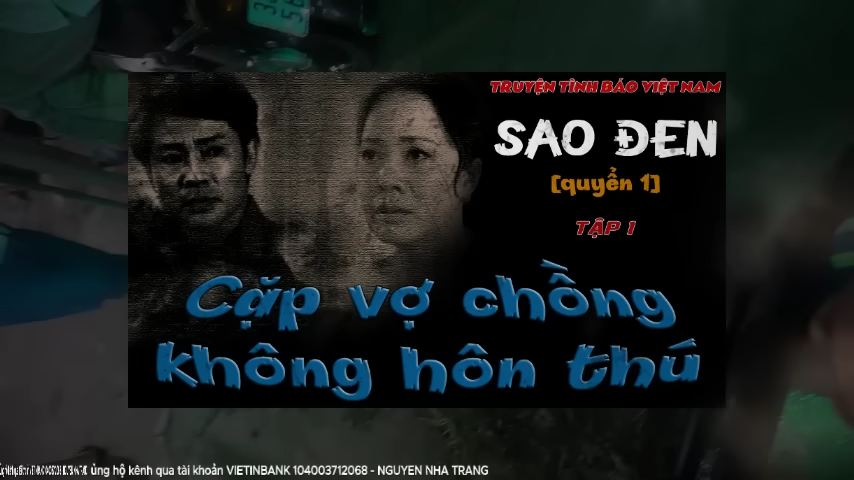 TRUYỆN TÌNH BÁO VIỆT NAM
SAO ĐEN
[quyển 1]
TẬP 1
Cặp vợ chồng
không hôn thú
ủng hộ kênh qua tài khoản VIETINBANK 104003712068 - NGUYEN NHA TRANG